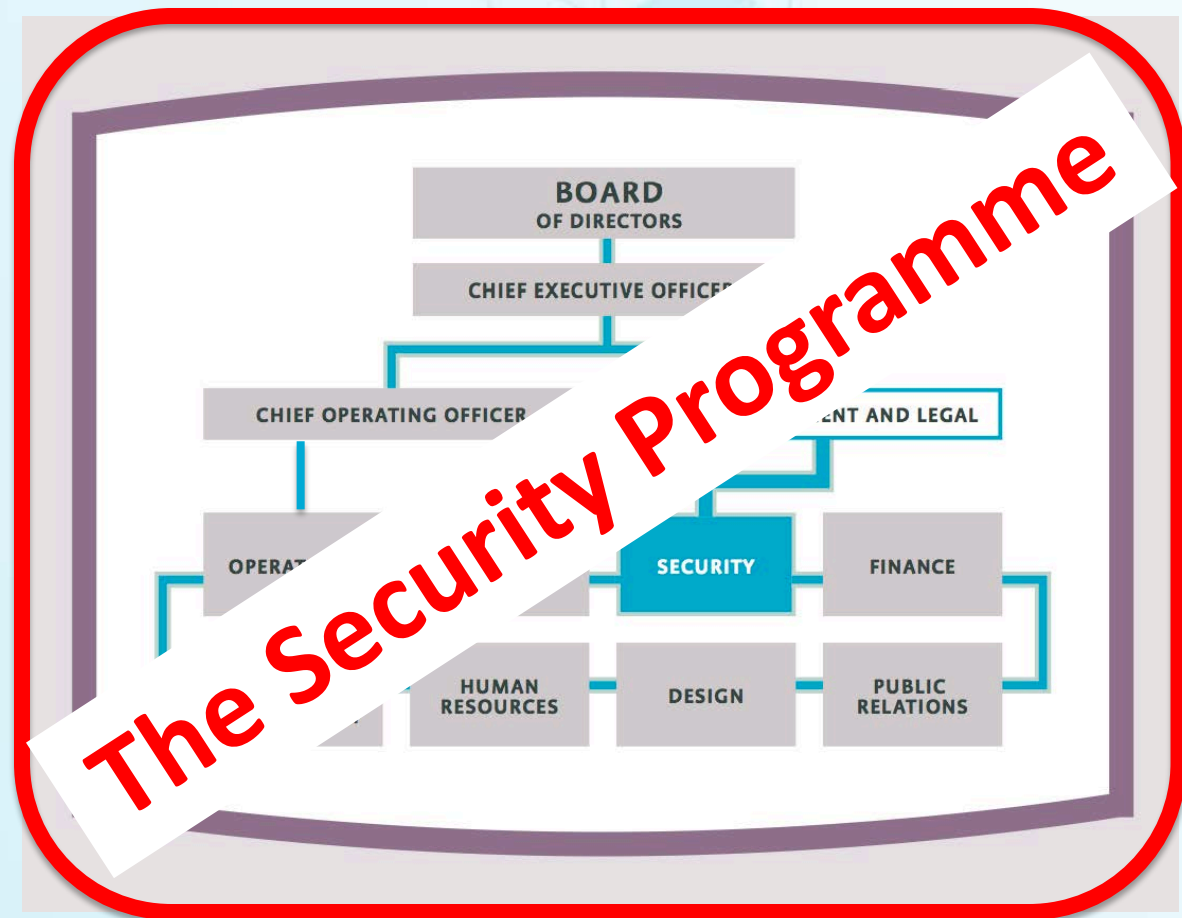 BOARD
OF DIRECTORS
CHIEF EXECUTIVE OFFICER
CHIEF OPERATING OFFICER
AND LEGAL
SECURITY
FINANCE
HUMAN
RESOURCES
DESIGN
PUBLIC
RELATIONS
The Security Programme